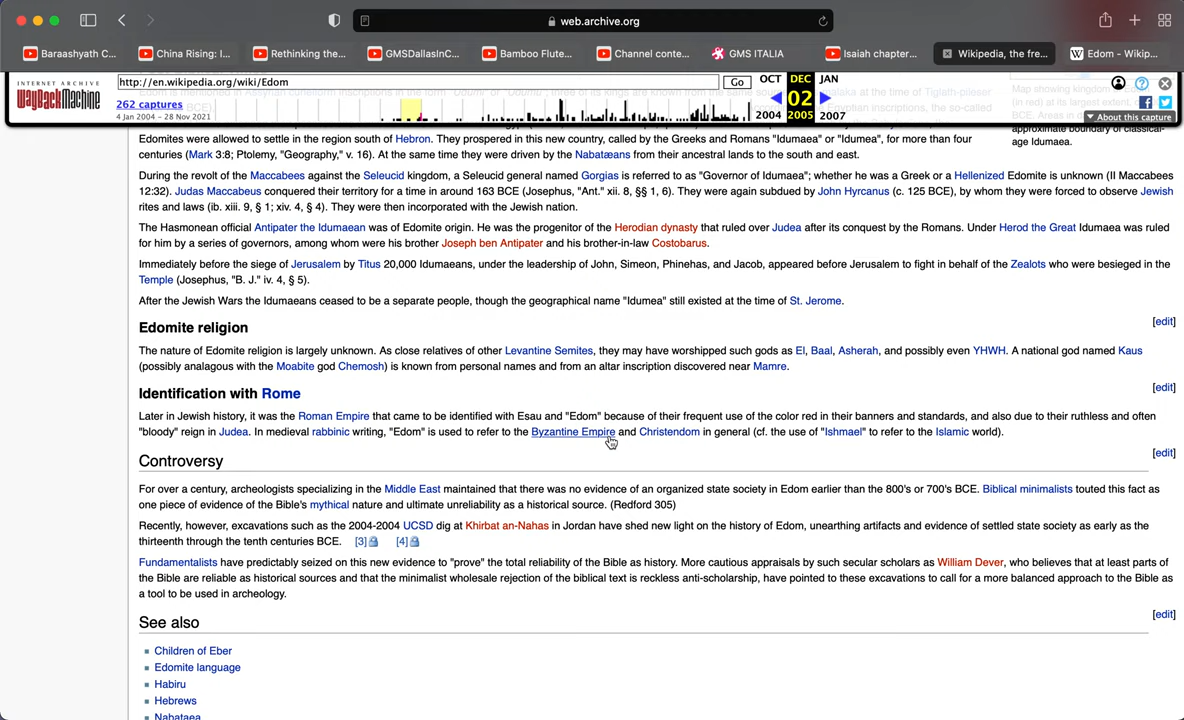 web.archive.org
Baraashyath C...
China Rising: I...
Rethinking the...
GMSDallasInC...
Bamboo Flute...
Channel conte...
GMS ITALIA
Isaiah chapter...
Wikipedia, the fre...
Edom - Wikip...
INTERNET ARCHIVE
WayBackMachine
http://en.wikipedia.org/wiki/Edom
Go
OCT DEC JAN
262 captures
02
4 Jan 2004 - 28 Nov 2021
2004 2005 2007
About this capture
approximate boundary of classical-
age Idumaea.
Edomites were allowed to settle in the region south of Hebron. They prospered in this new country, called by the Greeks and Romans "Idumaea" or "Idumea", for more than four
centuries (Mark 3:8; Ptolemy, "Geography," v. 16). At the same time they were driven by the Nabatæans from their ancestral lands to the south and east.
During the revolt of the Maccabees against the Seleucid kingdom, a Seleucid general named Gorgias is referred to as "Governor of Idumaea"; whether he was a Greek or a Hellenized Edomite is unknown (II Maccabees
12:32). Judas Maccabeus conquered their territory for a time in around 163 BCE (Josephus, "Ant." xii. 8, §§ 1, 6). They were again subdued by John Hyrcanus (c. 125 BCE), by whom they were forced to observe Jewish
rites and laws (ib. xiii. 9, § 1; xiv. 4, § 4). They were then incorporated with the Jewish nation.
The Hasmonean official Antipater the Idumaean was of Edomite origin. He was the progenitor of the Herodian dynasty that ruled over Judea after its conquest by the Romans. Under Herod the Great Idumaea was ruled
for him by a series of governors, among whom were his brother Joseph ben Antipater and his brother-in-law Costobarus.
Immediately before the siege of Jerusalem by Titus 20,000 Idumaeans, under the leadership of John, Simeon, Phinehas, and Jacob, appeared before Jerusalem to fight in behalf of the Zealots who were besieged in the
Temple (Josephus, "B. J." iv. 4, § 5).
After the Jewish Wars the Idumaeans ceased to be a separate people, though the geographical name "Idumea" still existed at the time of St. Jerome.
[edit]
Edomite religion
The nature of Edomite religion is largely unknown. As close relatives of other Levantine Semites, they may have worshipped such gods as El, Baal, Asherah, and possibly even YHWH. A national god named Kaus
(possibly analagous with the Moabite god Chemosh) is known from personal names and from an altar inscription discovered near Mamre.
[edit]
Identification with Rome
Later in Jewish history, it was the Roman Empire that came to be identified with Esau and "Edom" because of their frequent use of the color red in their banners and standards, and also due to their ruthless and often
"bloody" reign in Judea. In medieval rabbinic writing, "Edom" is used to refer to the Byzantine Empire and Christendom in general (cf. the use of "Ishmael" to refer to the Islamic world).
[edit]
Controversy
For over a century, archeologists specializing in the Middle East maintained that there was no evidence of an organized state society in Edom earlier than the 800's or 700's BCE. Biblical minimalists touted this fact as
one piece of evidence of the Bible's mythical nature and ultimate unreliability as a historical source. (Redford 305)
Recently, however, excavations such as the 2004-2004 UCSD dig at Khirbat an-Nahas in Jordan have shed new light on the history of Edom, unearthing artifacts and evidence of settled state society as early as the
thirteenth through the tenth centuries BCE. [3] [4]
Fundamentalists have predictably seized on this new evidence to "prove" the total reliability of the Bible as history. More cautious appraisals by such secular scholars as William Dever, who believes that at least parts of
the Bible are reliable as historical sources and that the minimalist wholesale rejection of the biblical text is reckless anti-scholarship, have pointed to these excavations to call for a more balanced approach to the Bible as
a tool to be used in archeology.
[edit]
See also
Children of Eber
Edomite language
Habiru
Hebrews
Nabataea